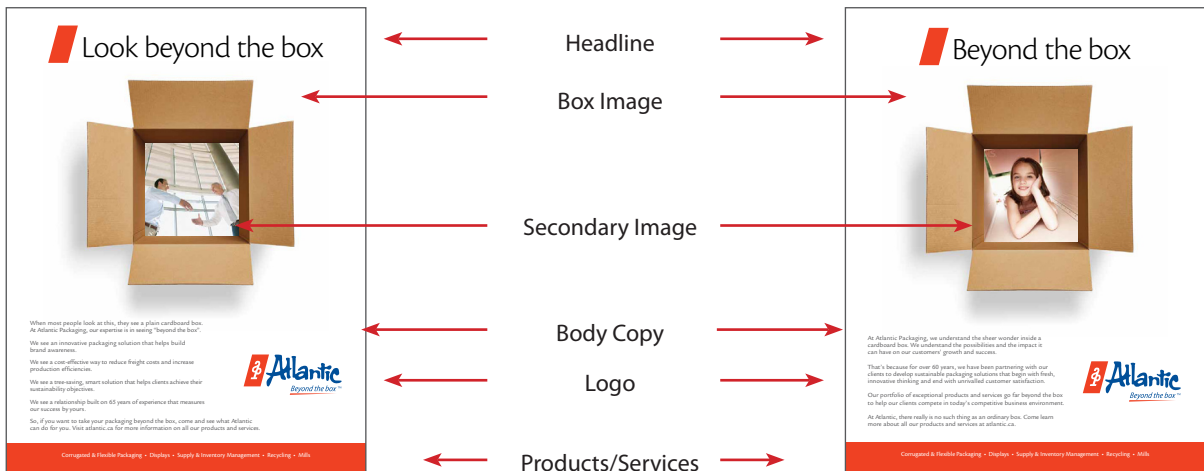 Look beyond the box
When most people look at this, they see a plain cardboard box.
At Atlantic Packaging, our expertise is in seeing "beyond the box".
We see an innovative packaging solution that helps build
brand awareness.
We see a cost-effective way to reduce freight costs and increase
production efficiencies.
We see a tree-saving, smart solution that helps clients achieve their
sustainability objectives.
We see a relationship built on 65 years of experience that measures
our success by yours.
So, if you want to take your packaging beyond the box, come and see what Atlantic
can do for you. Visit atlantic.ca for more information on all our products and services.
Atlantic
Beyond the box™
Corrugated & Flexible Packaging • Displays • Supply & Inventory Management • Recycling • Mills
Headline
Box Image
Secondary Image
Body Copy
Logo
Products/Services
Beyond the box
At Atlantic Packaging, we understand the sheer wonder inside a
cardboard box. We understand the possibilities and the impact it
can have on our customers' growth and success.
That's because for over 60 years, we have been partnering with our
clients to develop sustainable packaging solutions that begin with fresh,
innovative thinking and end with unrivalled customer satisfaction.
Our portfolio of exceptional products and services go far beyond the box
to help our clients compete in today's competitive business environment.
At Atlantic, there really is no such thing as an ordinary box. Come learn
more about all our products and services at atlantic.ca.
Atlantic
Beyond the box™
Corrugated & Flexible Packaging • Displays • Supply & Inventory Management • Recycling • Mills